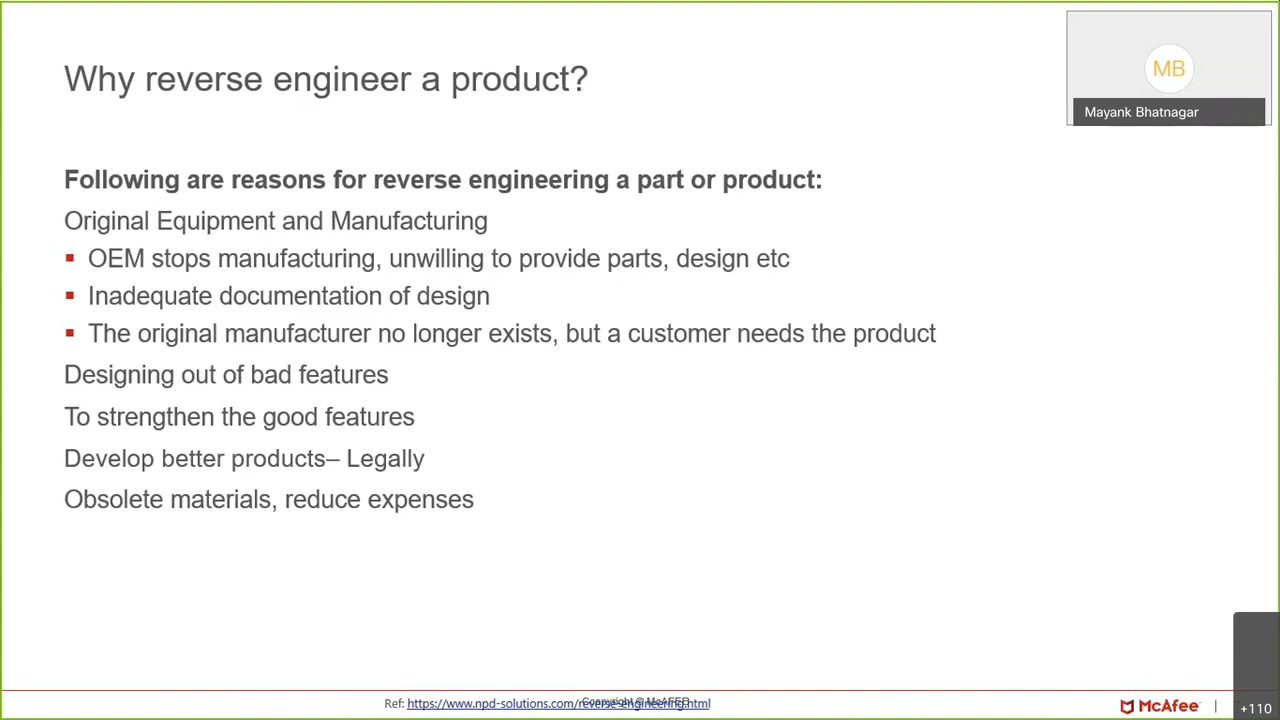 Why reverse engineer a product?
MB
Mayank Bhatnagar
Following are reasons for reverse engineering a part or product:
Original Equipment and Manufacturing
▪ OEM stops manufacturing, unwilling to provide parts, design etc
▪ Inadequate documentation of design
▪ The original manufacturer no longer exists, but a customer needs the product
Designing out of bad features
To strengthen the good features
Develop better products– Legally
Obsolete materials, reduce expenses
Ref: https://www.npd-solutions.com/reverse-engineering.html
Copyright © McAFEE
McAfee |
+110